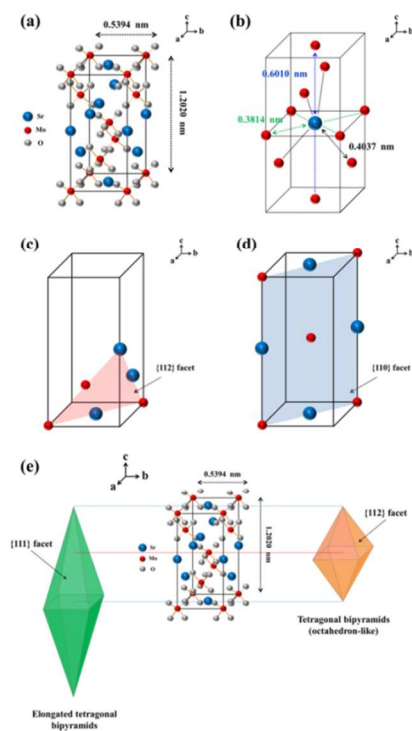 (a)
0.5394 nm
c
a
b
1.2020 nm
Sr
Mo
O
(b)
c
a
b
0.6010 nm
0.3814 nm
0.4037 nm
(c)
c
a
b
{112} facet
(d)
c
a
b
{110} facet
(e)
c
a
b
0.5394 nm
1.2020 nm
{111} facet
Sr
Mo
O
{112} facet
Tetragonal bipyramids
(octahedron-like)
Elongated tetragonal
bipyramids